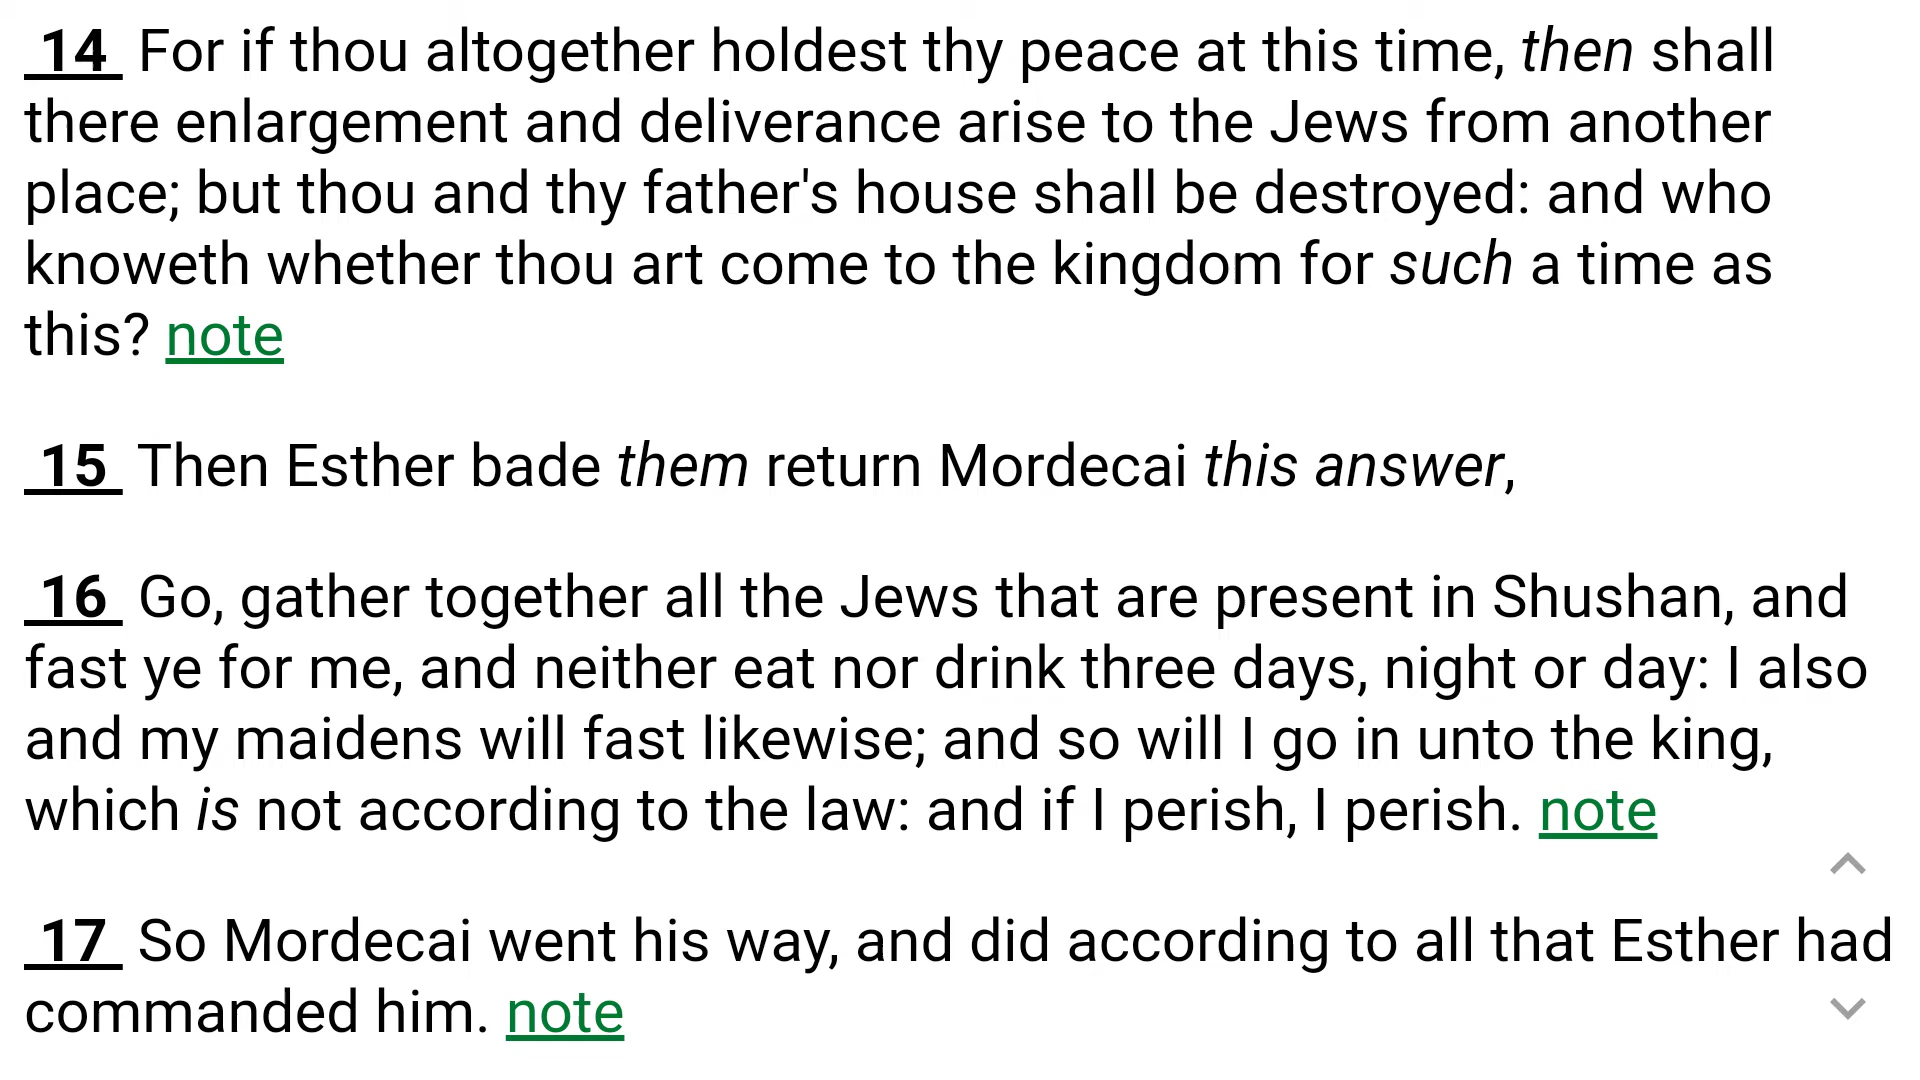 14 For if thou altogether holdest thy peace at this time, then shall
there enlargement and deliverance arise to the Jews from another
place; but thou and thy father's house shall be destroyed: and who
knoweth whether thou art come to the kingdom for such a time as
this? note
15 Then Esther bade them return Mordecai this answer,
16 Go, gather together all the Jews that are present in Shushan, and
fast ye for me, and neither eat nor drink three days, night or day: I also
and my maidens will fast likewise; and so will I go in unto the king,
which is not according to the law: and if I perish, I perish. note
17 So Mordecai went his way, and did according to all that Esther had
commanded him. note